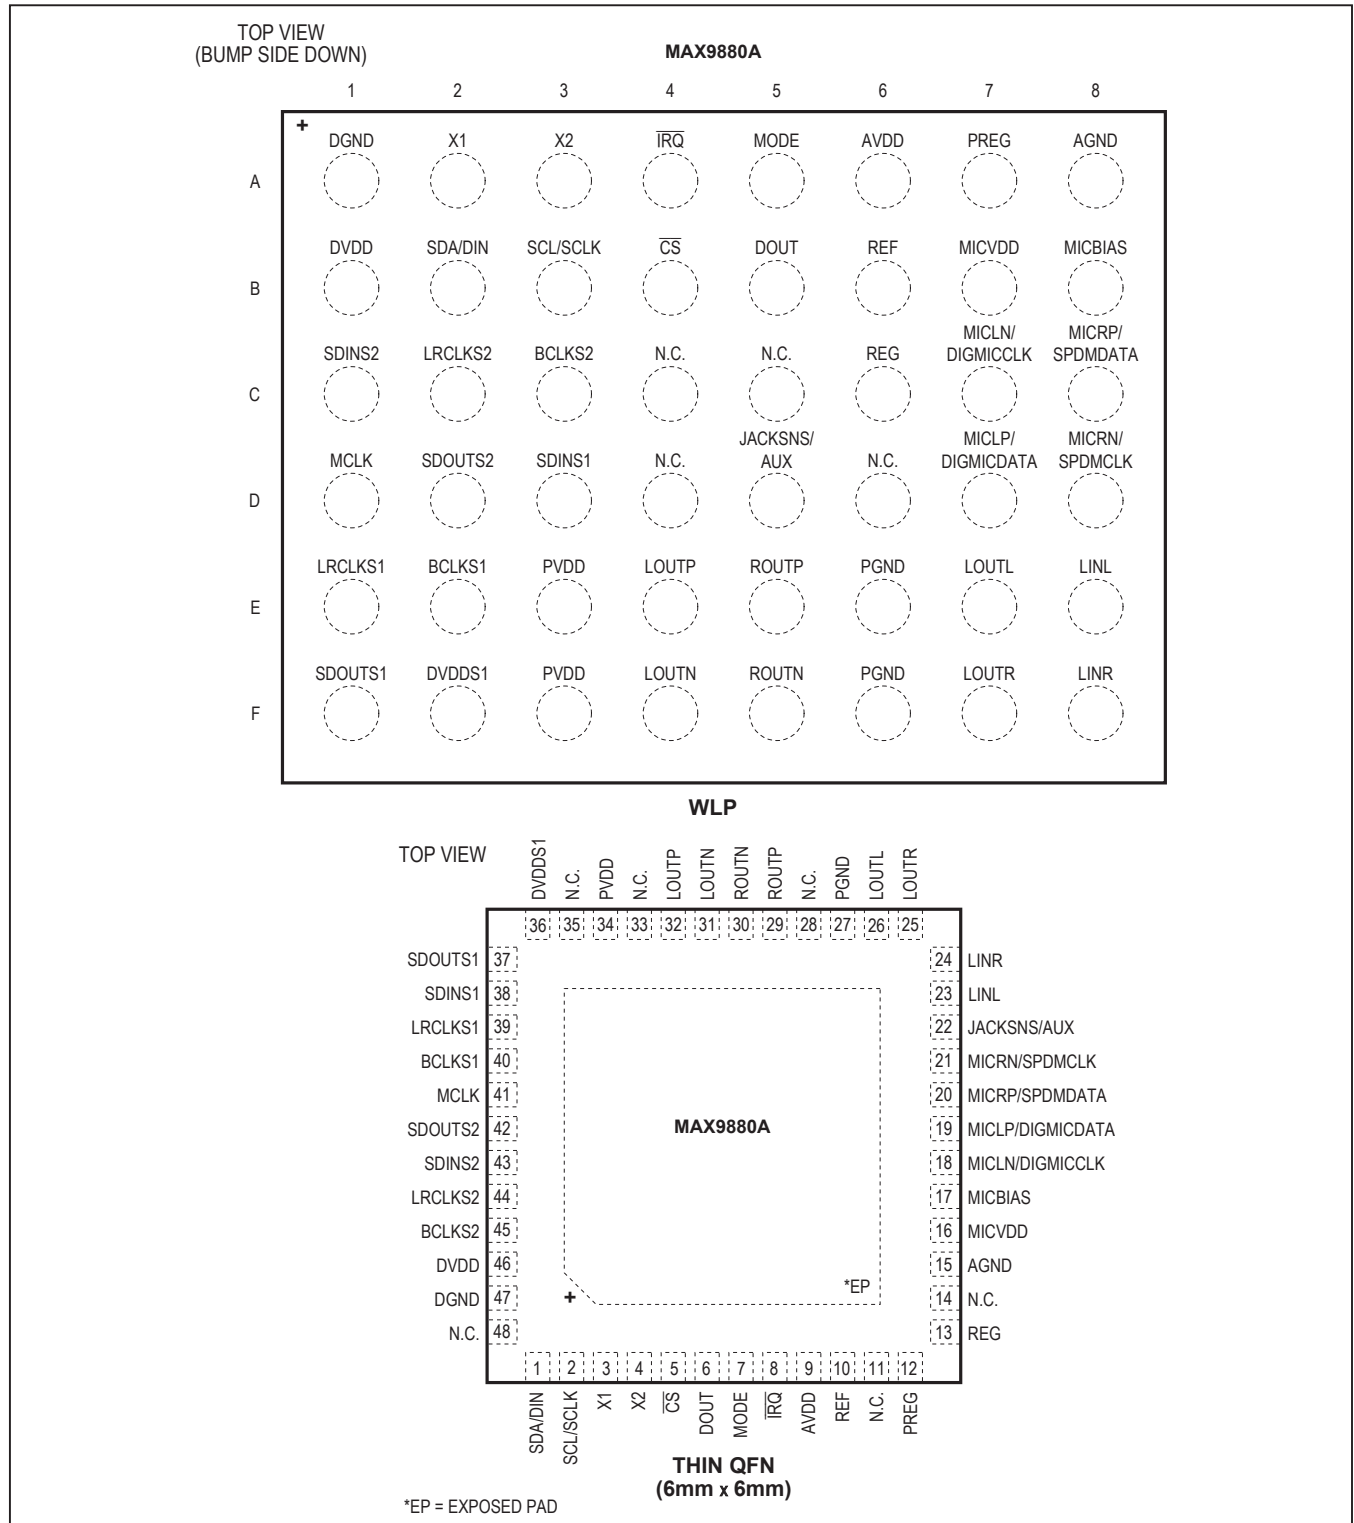 TOP VIEW
(BUMP SIDE DOWN)
MAX9880A
1 2 3 4 5 6 7 8
+
DGND X1 X2 IRQ MODE AVDD PREG AGND
A
DVDD SDA/DIN SCL/SCLK CS DOUT REF MICVDD MICBIAS
B
MICLN/ MICRP/
SDINS2 LRCLKS2 BCLKS2 N.C. N.C. REG DIGMICCLK SPDMDATA
C
JACKSNS/ MICLP/ MICRN/
MCLK SDOUTS2 SDINS1 N.C. AUX N.C. DIGMICDATA SPDMCLK
D
LRCLKS1 BCLKS1 PVDD LOUTP ROUTP PGND LOUTL LINL
E
SDOUTS1 DVDDS1 PVDD LOUTN ROUTN PGND LOUTR LINR
F
WLP
TOP VIEW
DVDDS1 N.C. PVDD N.C. LOUTP LOUTN ROUTN ROUTP N.C. PGND LOUTL LOUTR
36 35 34 33 32 31 30 29 28 27 26 25
SDOUTS1 37 24 LINR
SDINS1 38 23 LINL
LRCLKS1 39 22 JACKSNS/AUX
BCLKS1 40 21 MICRN/SPDMCLK
MCLK 41 20 MICRP/SPDMDATA
MAX9880A
SDOUTS2 42 19 MICLP/DIGMICDATA
SDINS2 43 18 MICLN/DIGMICCLK
LRCLKS2 44 17 MICBIAS
BCLKS2 45 16 MICVDD
DVDD 46 15 AGND
*EP
DGND 47 + 14 N.C.
N.C. 48 13 REG
1 2 3 4 5 6 7 8 9 10 11 12
SDA/DIN SCL/SCLK X1 X2 CS DOUT MODE IRQ AVDD REF N.C. PREG
THIN QFN
(6mm x 6mm)
*EP = EXPOSED PAD